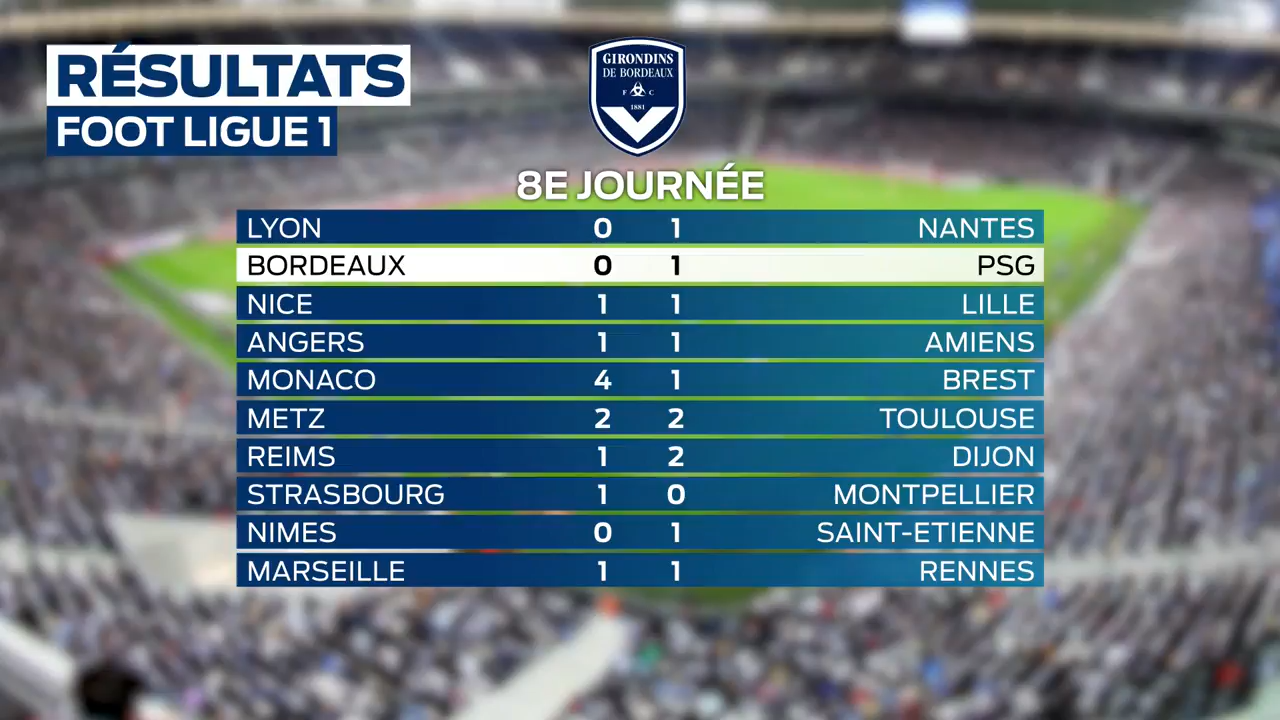 RÉSULTATS
FOOT LIGUE 1
GIRONDINS
DE BORDEAUX
F C
1881
8E JOURNÉE
LYON 0 1 NANTES
BORDEAUX 0 1 PSG
NICE 1 1 LILLE
ANGERS 1 1 AMIENS
MONACO 4 1 BREST
METZ 2 2 TOULOUSE
REIMS 1 2 DIJON
STRASBOURG 1 0 MONTPELLIER
NIMES 0 1 SAINT-ETIENNE
MARSEILLE 1 1 RENNES